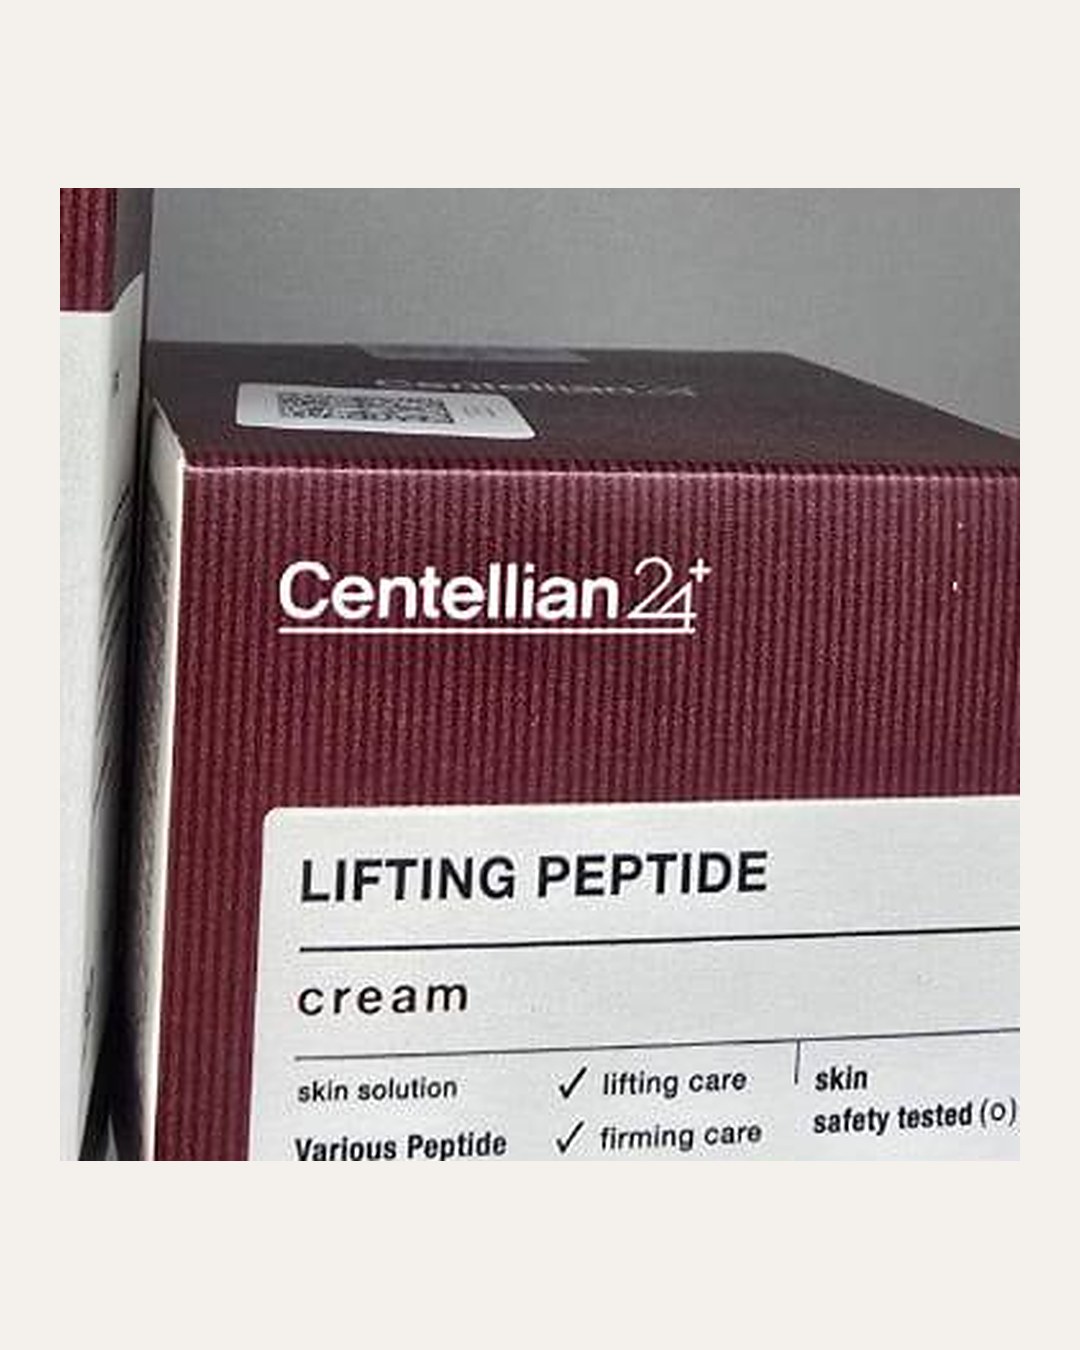 Centellian24+
LIFTING PEPTIDE
cream
skin solution
Various Peptide
✓ lifting care
✓ firming care
skin
safety tested (o)